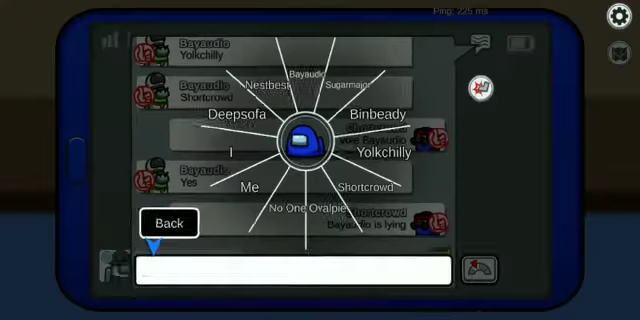 Ping: 225 ms
Bayaudio
Yolkchilly
Bayaudio
Nestbest
Sugarmajor
Bayaudio
Shortcrowd
Deepsofa
Binbeady
vote Bayaudio
I
Yolkchilly
Bayaudio
Yes
Me
Shortcrowd
No One
Ovalpie
Shortcrowd
Bayaudio is lying
Back